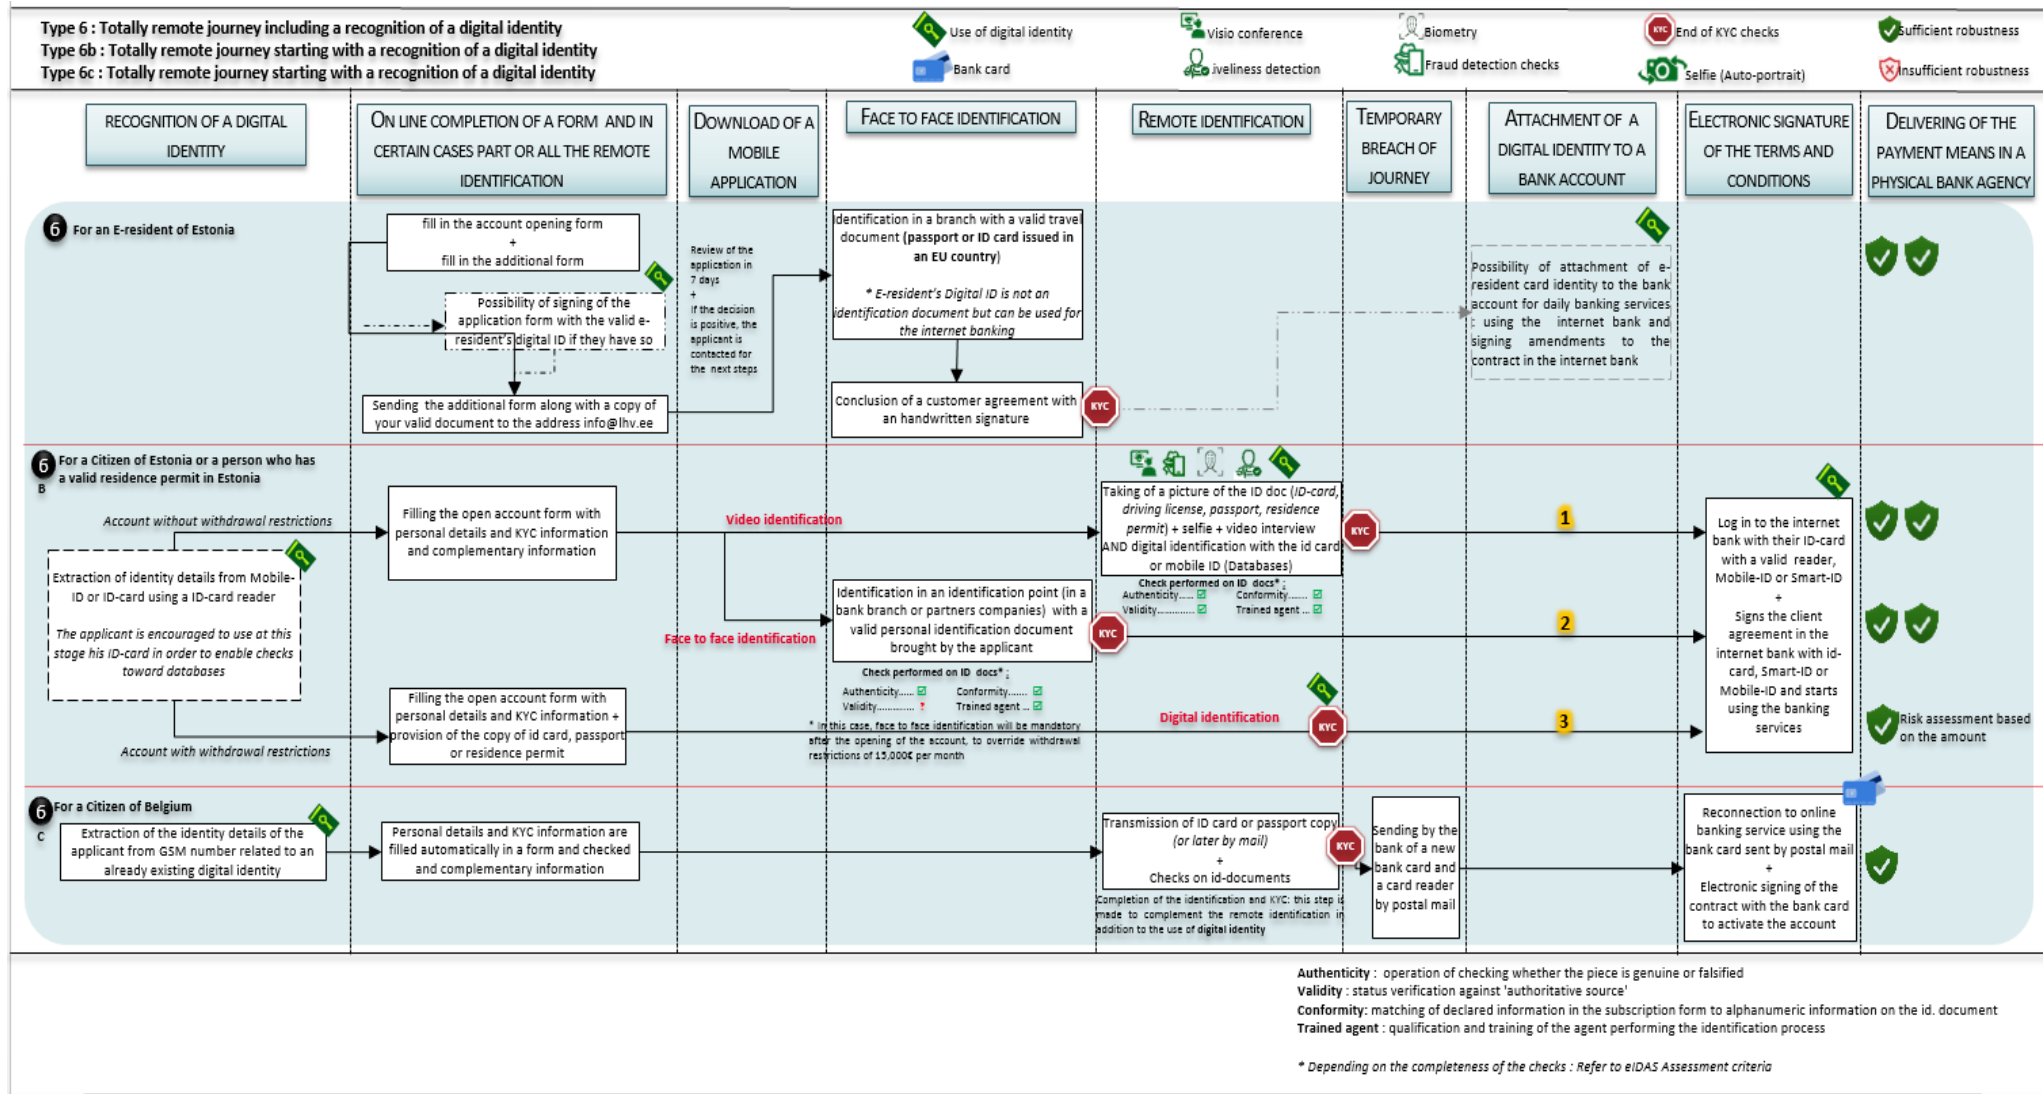 Type 6 : Totally remote journey including a recognition of a digital identity
Type 6b : Totally remote journey starting with a recognition of a digital identity
Type 6c : Totally remote journey starting with a recognition of a digital identity
Use of digital identity
Bank card
Visio conference
iveliness detection
Biometry
Fraud detection checks
KYC
End of KYC checks
Selfie (Auto-portrait)
Sufficient robustness
Insufficient robustness
RECOGNITION OF A DIGITAL
IDENTITY
ON LINE COMPLETION OF A FORM AND IN
CERTAIN CASES PART OR ALL THE REMOTE
IDENTIFICATION
DOWNLOAD OF A
MOBILE
APPLICATION
FACE TO FACE IDENTIFICATION
REMOTE IDENTIFICATION
TEMPORARY
BREACH OF
JOURNEY
ATTACHMENT OF A
DIGITAL IDENTITY TO A
BANK ACCOUNT
ELECTRONIC SIGNATURE
OF THE TERMS AND
CONDITIONS
DELIVERING OF THE
PAYMENT MEANS IN A
PHYSICAL BANK AGENCY
6 For an E-resident of Estonia
fill in the account opening form
+
fill in the additional form
Possibility of signing of the
application form with the valid e-
resident's digital ID if they have so
Sending the additional form along with a copy of
your valid document to the address info@lhv.ee
Review of the
application in
7 days
+
If the decision
is positive, the
applicant is
contacted for
the next steps
Identification in a branch with a valid travel
document (passport or ID card issued in
an EU country)
* E-resident's Digital ID is not an
identification document but can be used for
the internet banking
Conclusion of a customer agreement with
an handwritten signature
KYC
Possibility of attachment of e-
resident card identity to the bank
account for daily banking services
: using the internet bank and
signing amendments to the
contract in the internet bank
6 For a Citizen of Estonia or a person who has
B a valid residence permit in Estonia
Account without withdrawal restrictions
Extraction of identity details from Mobile-
ID or ID-card using a ID-card reader
The applicant is encouraged to use at this
stage his ID-card in order to enable checks
toward databases
Account with withdrawal restrictions
Filling the open account form with
personal details and KYC information
and complementary information
Filling the open account form with
personal details and KYC information +
provision of the copy of id card, passport
or residence permit
Video identification
Face to face identification
Identification in an identification point (in a
bank branch or partners companies) with a
valid personal identification document
brought by the applicant
KYC
Check performed on ID docs* :
Authenticity...... Conformity.......
Validity.............. ? Trained agent ...
* In this case, face to face identification will be mandatory
after the opening of the account, to override withdrawal
restrictions of 15,000€ per month
Taking of a picture of the ID doc (ID-card,
driving license, passport, residence
permit) + selfie + video interview
AND digital identification with the id card
or mobile ID (Databases)
KYC
Check performed on ID docs* :
Authenticity...... Conformity.......
Validity.............. Trained agent ...
Digital identification
KYC
1
2
3
Log in to the internet
bank with their ID-card
with a valid reader,
Mobile-ID or Smart-ID
+
Signs the client
agreement in the
internet bank with id-
card, Smart-ID or
Mobile-ID and starts
using the banking
services
Risk assessment based
on the amount
6 For a Citizen of Belgium
C
Extraction of the identity details of the
applicant from GSM number related to an
already existing digital identity
Personal details and KYC information are
filled automatically in a form and checked
and complementary information
Transmission of ID card or passport copy
(or later by mail)
+
Checks on id-documents
KYC
Completion of the identification and KYC: this step is
made to complement the remote identification in
addition to the use of digital identity
Sending by the
bank of a new
bank card and
a card reader
by postal mail
Reconnection to online
banking service using the
bank card sent by postal mail
+
Electronic signing of the
contract with the bank card
to activate the account
Authenticity : operation of checking whether the piece is genuine or falsified
Validity : status verification against 'authoritative source'
Conformity: matching of declared information in the subscription form to alphanumeric information on the id. document
Trained agent : qualification and training of the agent performing the identification process
* Depending on the completeness of the checks : Refer to eIDAS Assessment criteria